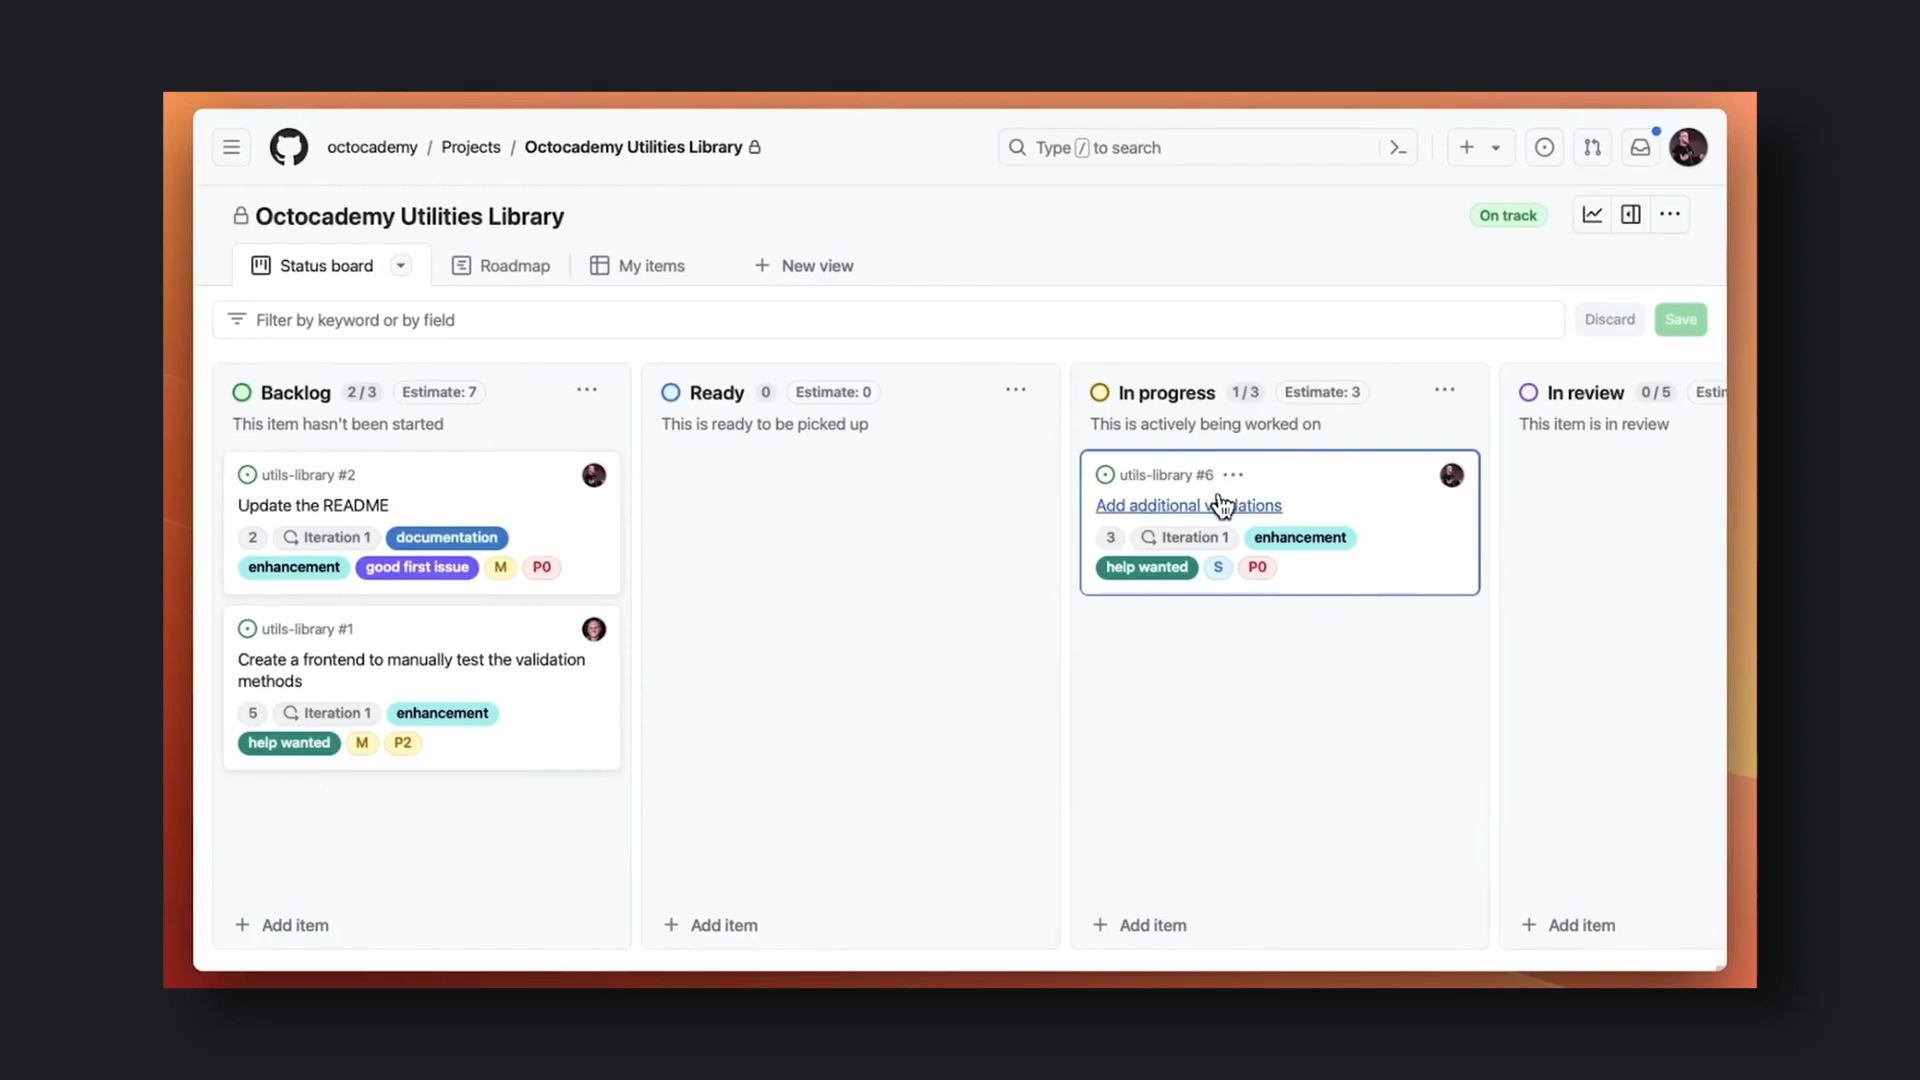 octocademy / Projects / Octocademy Utilities Library
Type / to search
Octocademy Utilities Library
On track
Status board
Roadmap
My items
+ New view
Filter by keyword or by field
Discard
Save
Backlog 2 / 3 Estimate: 7
This item hasn't been started
utils-library #2
Update the README
2 Iteration 1 documentation
enhancement good first issue M P0
utils-library #1
Create a frontend to manually test the validation
methods
5 Iteration 1 enhancement
help wanted M P2
+ Add item
Ready 0 Estimate: 0
This is ready to be picked up
+ Add item
In progress 1 / 3 Estimate: 3
This is actively being worked on
utils-library #6
Add additional
3 Iteration 1 enhancement
help wanted S P0
+ Add item
In review 0 / 5
This item is in review
+ Add item